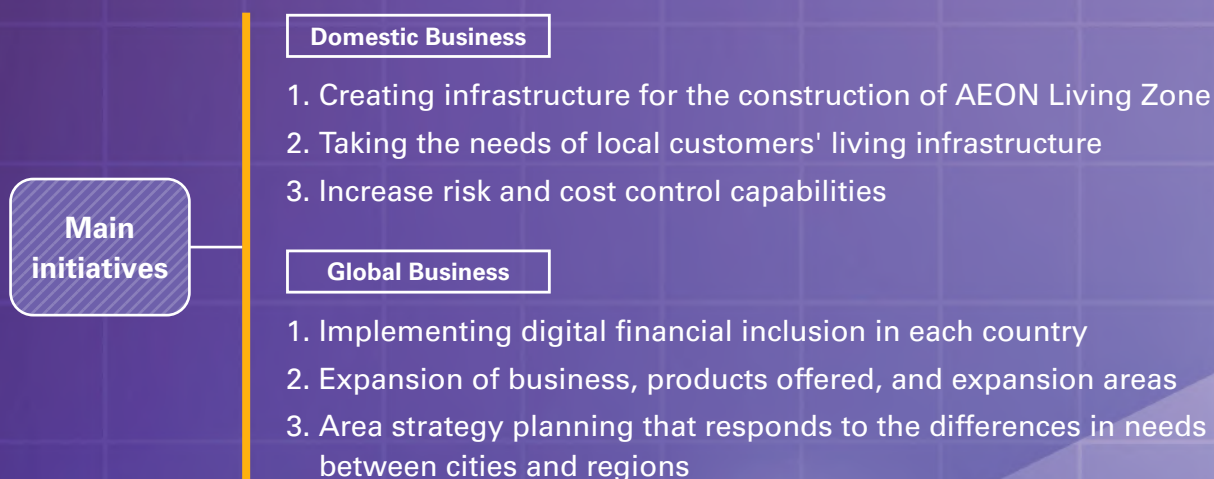 Main
initiatives
Domestic Business
1. Creating infrastructure for the construction of AEON Living Zone
2. Taking the needs of local customers' living infrastructure
3. Increase risk and cost control capabilities
Global Business
1. Implementing digital financial inclusion in each country
2. Expansion of business, products offered, and expansion areas
3. Area strategy planning that responds to the differences in needs
between cities and regions